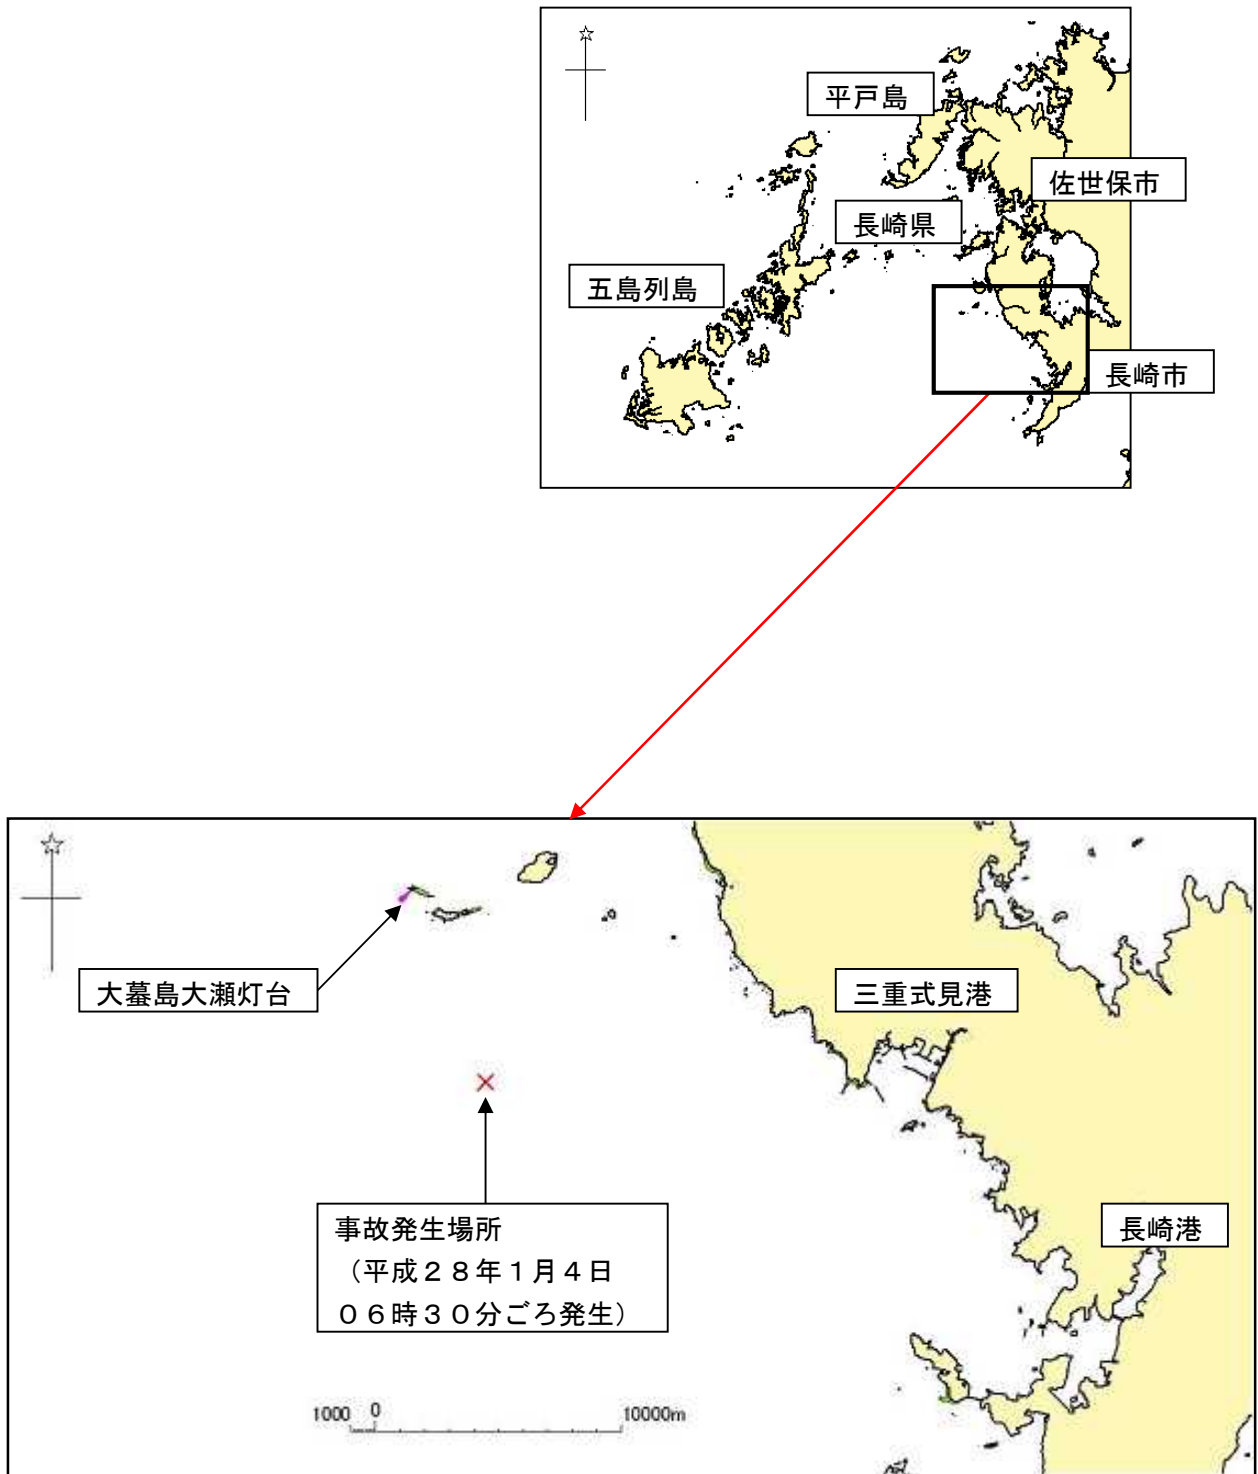 平戸島
佐世保市
長崎県
五島列島
長崎市
大蟇島大瀬灯台
三重式見港
事故発生場所
（平成２８年１月４日
０６時３０分ごろ発生）
長崎港
1000 0 10000m